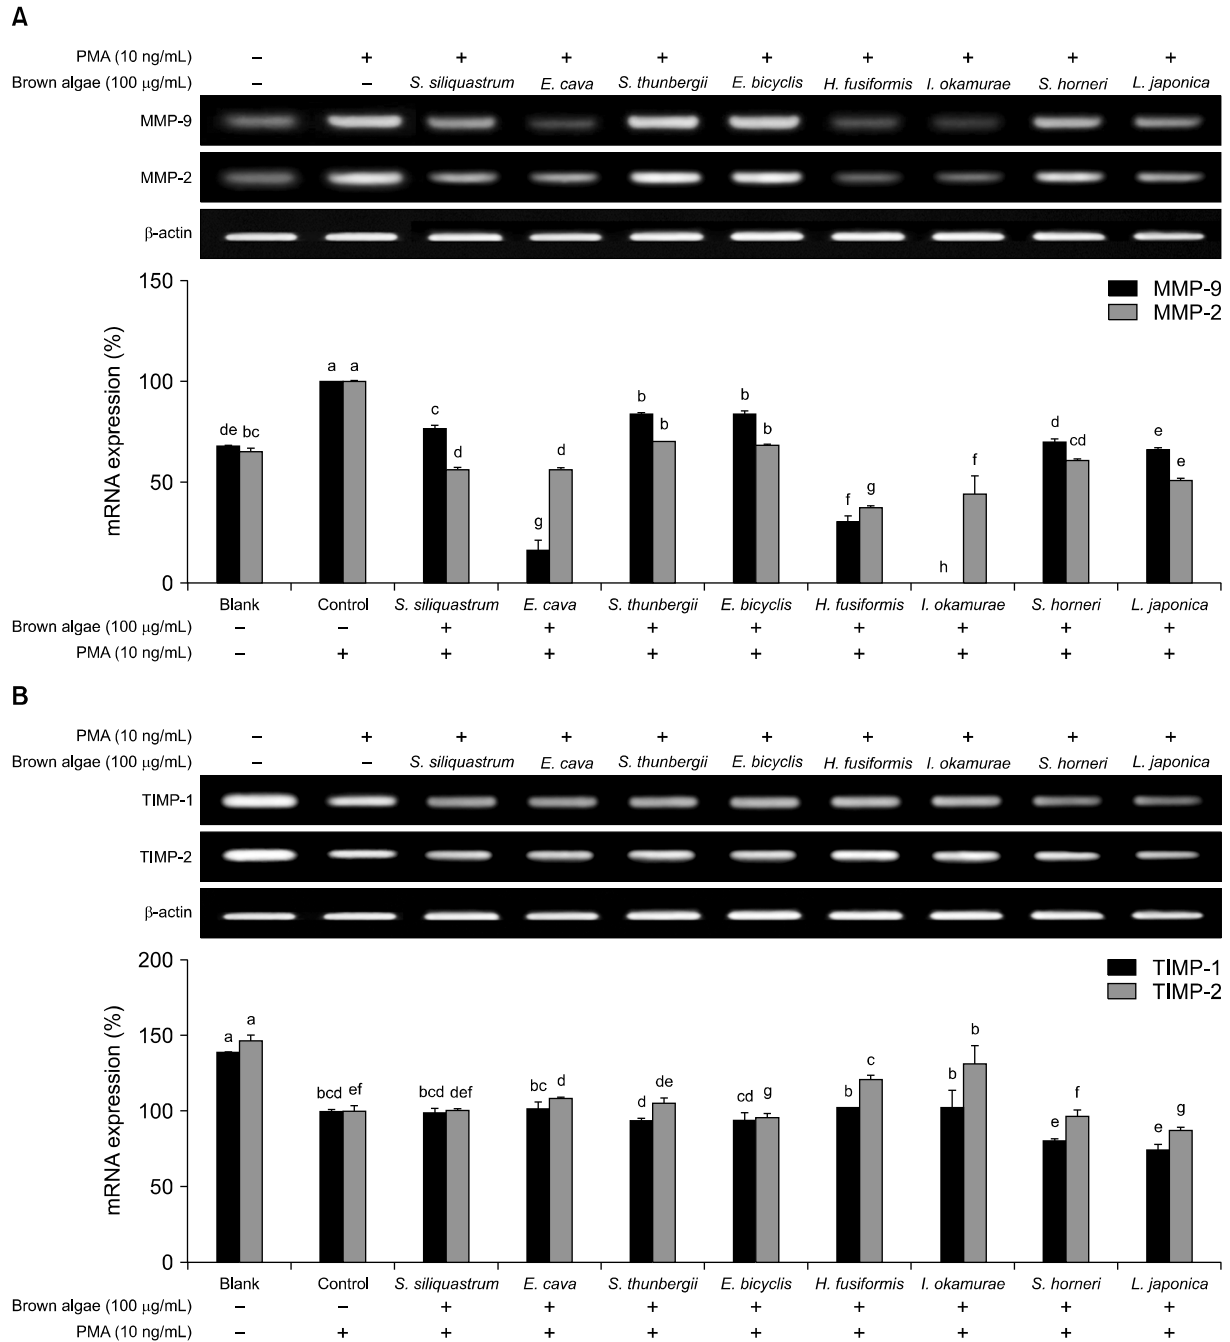 A
PMA (10 ng/mL) – + + + + + + + + +
Brown algae (100 μg/mL) – – S. siliquastrum E. cava S. thunbergii E. bicyclis H. fusiformis I. okamurae S. horneri L. japonica
MMP-9
MMP-2
β-actin
150
100
50
0
mRNA expression (%)
MMP-9
MMP-2
de bc a a c d g d b b b b f g h f d cd e e
Blank Control S. siliquastrum E. cava S. thunbergii E. bicyclis H. fusiformis I. okamurae S. horneri L. japonica
Brown algae (100 μg/mL) – – + + + + + + + +
PMA (10 ng/mL) – + + + + + + + + +
B
PMA (10 ng/mL) – + + + + + + + + +
Brown algae (100 μg/mL) – – S. siliquastrum E. cava S. thunbergii E. bicyclis H. fusiformis I. okamurae S. horneri L. japonica
TIMP-1
TIMP-2
β-actin
200
150
100
50
0
mRNA expression (%)
TIMP-1
TIMP-2
a a bcd ef bcd def bc d d de cd g b c b b e f e g
Blank Control S. siliquastrum E. cava S. thunbergii E. bicyclis H. fusiformis I. okamurae S. horneri L. japonica
Brown algae (100 μg/mL) – – + + + + + + + +
PMA (10 ng/mL) – + + + + + + + + +